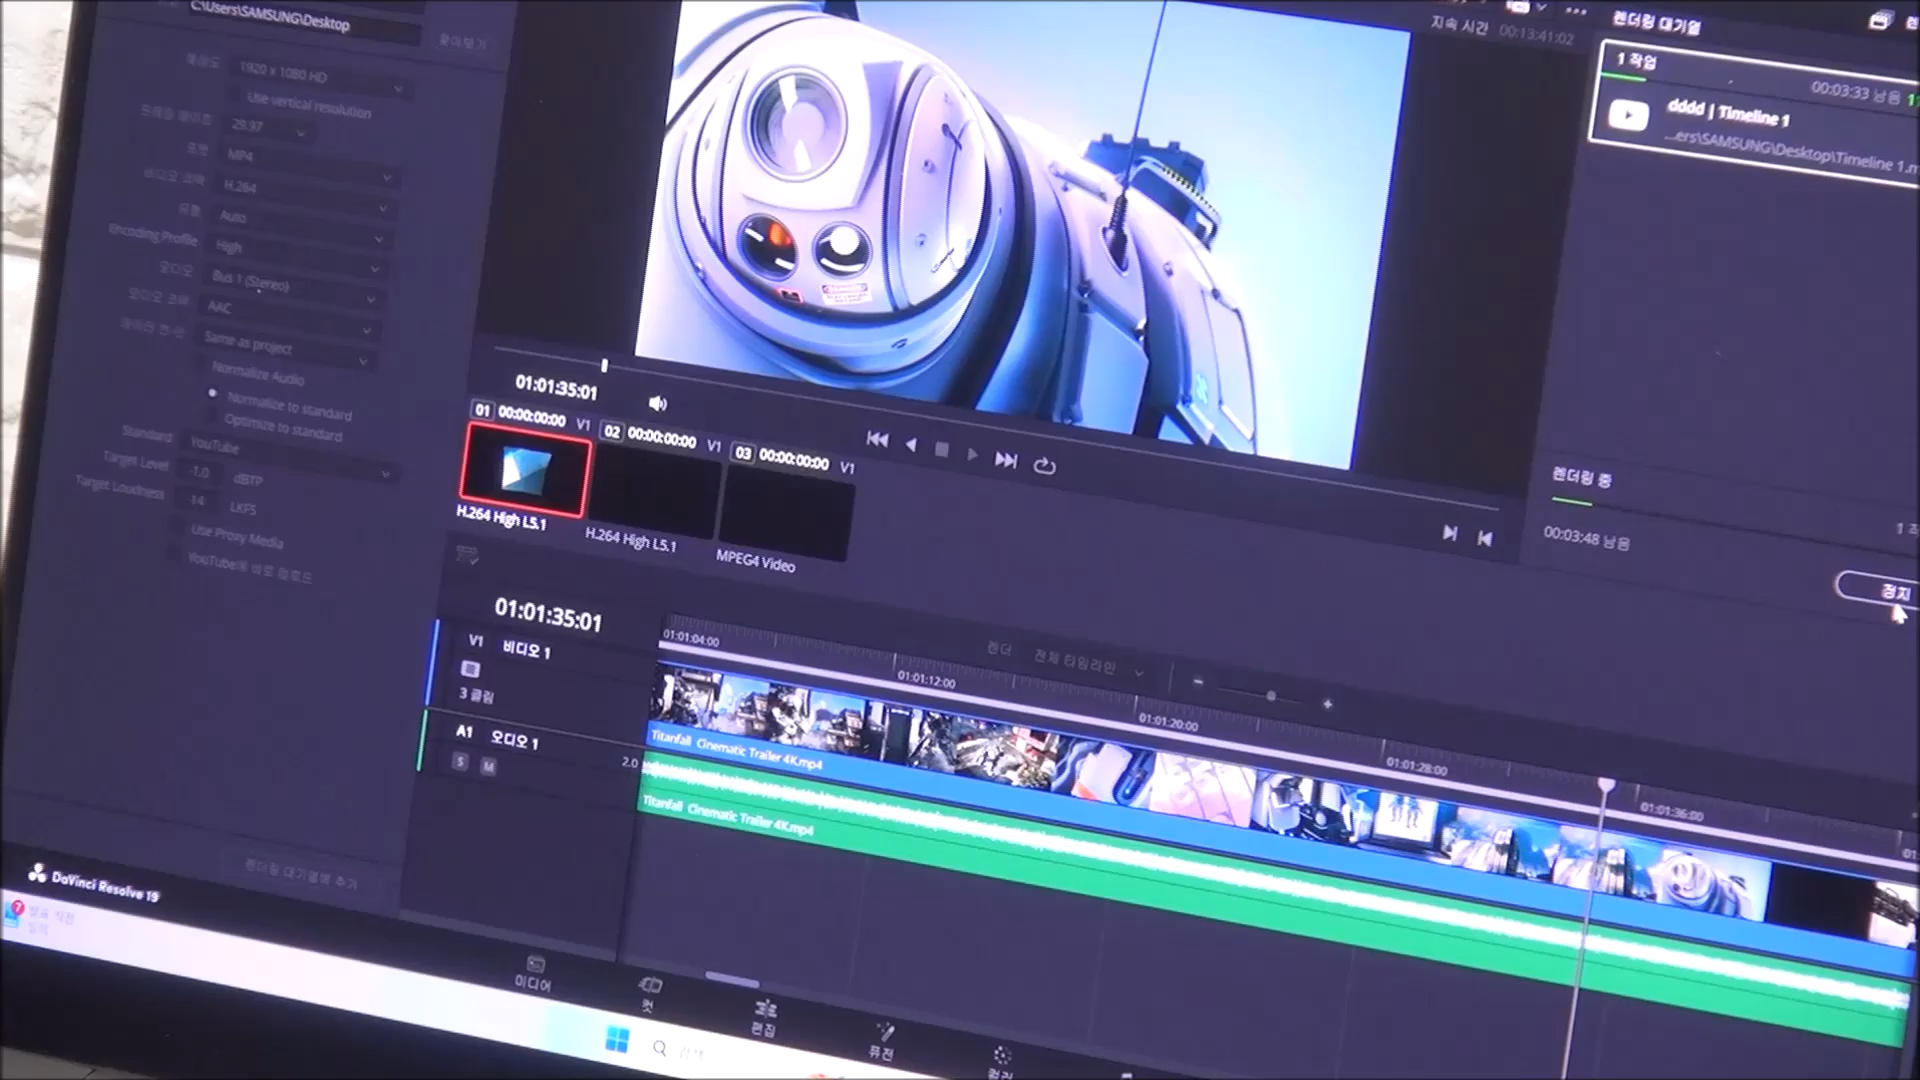 C:\Users\SAMSUNG\Desktop
찾아보기
해상도 1920 x 1080 HD
Use vertical resolution
프레임 레이트 29.97
포맷 MP4
비디오 코덱 H.264
유형 Auto
Encoding Profile High
오디오 Bus 1 (Stereo)
오디오 코덱 AAC
Same as project
Normalize Audio
Normalize to standard
Optimize to standard
Standard YouTube
Target Level -1.0 dBTP
Target Loudness -14 LKFS
Use Proxy Media
YouTube에 바로 업로드
렌더링 대기열에 추가
지속 시간 00:13:41:02
01:01:35:01
01 00:00:00:00 V1
02 00:00:00:00 V1
03 00:00:00:00 V1
H.264 High L5.1
H.264 High L5.1
MPEG4 Video
렌더링 대기열
1 작업
00:03:33 남음
dddd | Timeline 1
...ers\SAMSUNG\Desktop\Timeline 1.m
렌더링 중
00:03:48 남음
정지
01:01:35:01
렌더 전체 타임라인
01:01:04:00
01:01:12:00
01:01:20:00
01:01:28:00
01:01:36:00
V1 비디오 1
3 클립
A1 오디오 1
S M
2.0
Titanfall Cinematic Trailer 4K.mp4
Titanfall Cinematic Trailer 4K.mp4
DaVinci Resolve 19
7
미디어
컷
편집
퓨전
컬러
검색